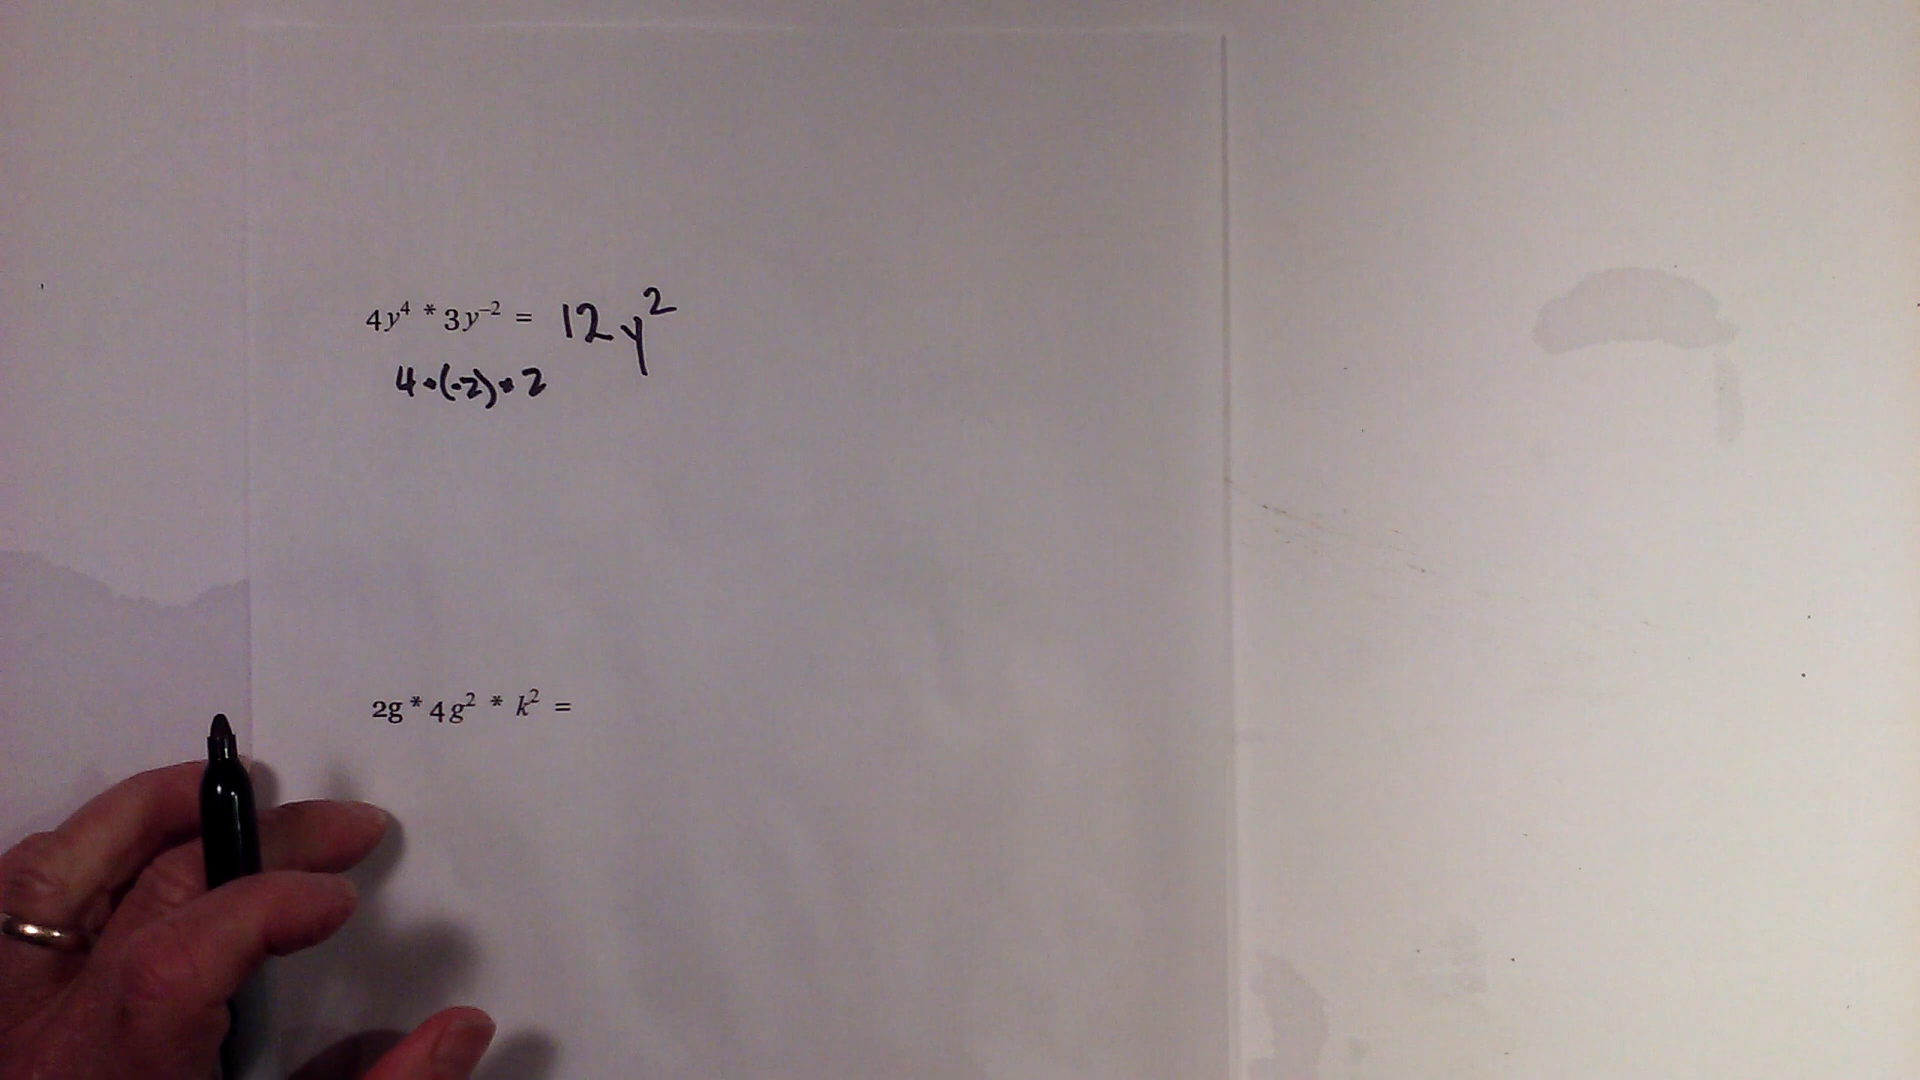 4y⁴ * 3y⁻² = 12y²
4+(-2)=2
2g * 4g² * k² =